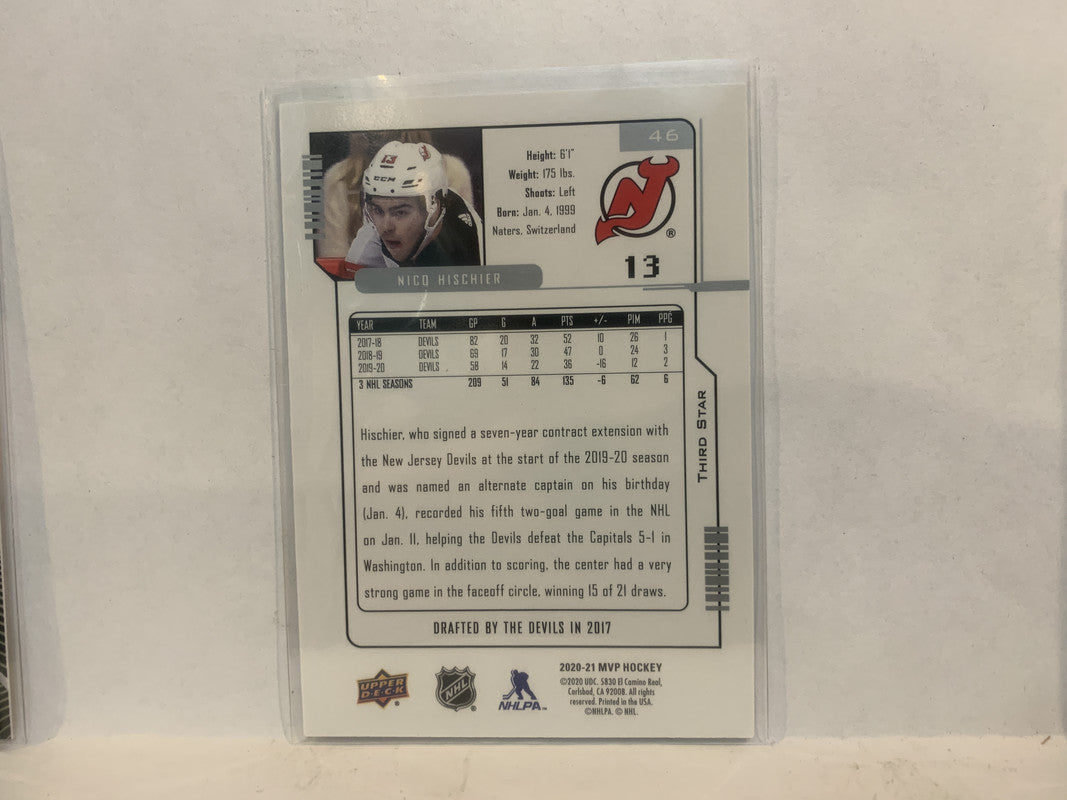 46
13
CCM
Height: 6'1"
Weight: 175 lbs.
Shoots: Left
Born: Jan. 4, 1999
Naters, Switzerland
NJ
®
13
NICO HISCHIER
YEAR TEAM GP G A PTS +/- PIM PPG
2017-18 DEVILS 82 20 32 52 10 26 1
2018-19 DEVILS 69 17 30 47 0 24 3
2019-20 DEVILS 58 14 22 36 -16 12 2
3 NHL SEASONS 209 51 84 135 -6 62 6
THIRD STAR
Hischier, who signed a seven-year contract extension with
the New Jersey Devils at the start of the 2019-20 season
and was named an alternate captain on his birthday
(Jan. 4), recorded his fifth two-goal game in the NHL
on Jan. 11, helping the Devils defeat the Capitals 5-1 in
Washington. In addition to scoring, the center had a very
strong game in the faceoff circle, winning 15 of 21 draws.
DRAFTED BY THE DEVILS IN 2017
UPPER
D·E·C·K
®
NHL
®
NHLPA™
2020-21 MVP HOCKEY
©2020 UDC. 5830 El Camino Real,
Carlsbad, CA 92008. All rights
reserved. Printed in the USA.
©NHLPA. © NHL.